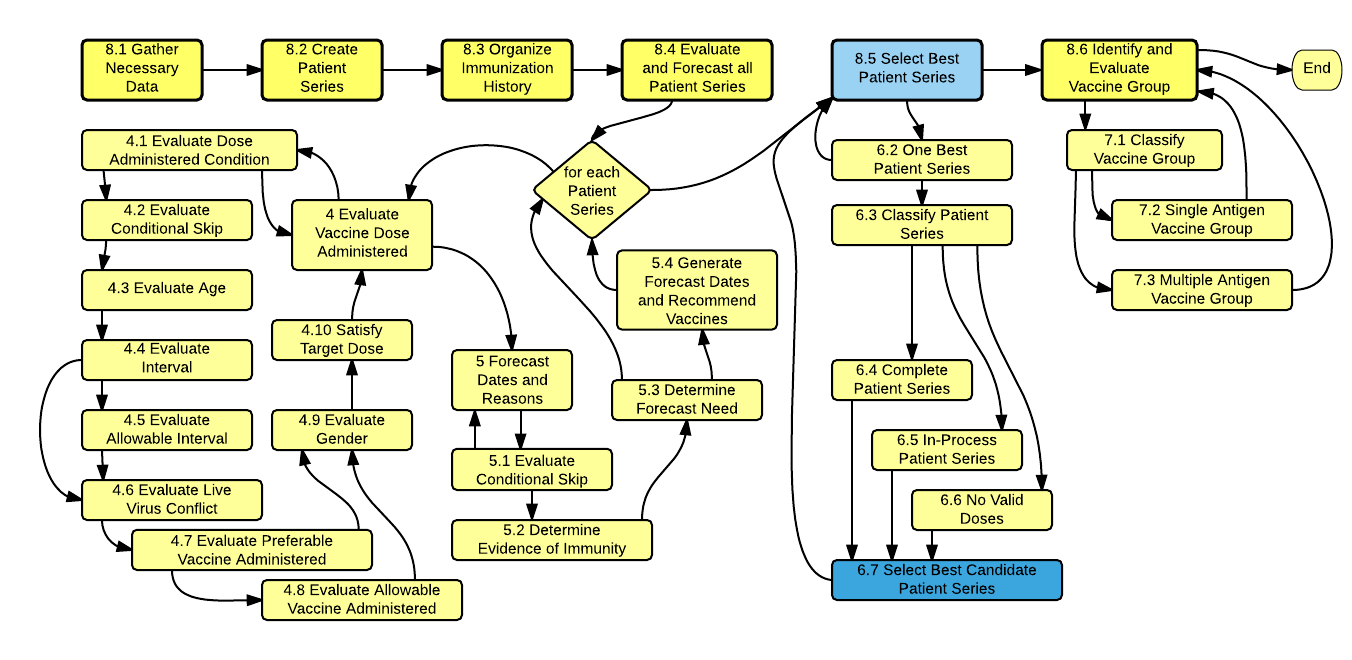 8.1 Gather
Necessary
Data
8.2 Create
Patient
Series
8.3 Organize
Immunization
History
8.4 Evaluate
and Forecast all
Patient Series
8.5 Select Best
Patient Series
8.6 Identify and
Evaluate
Vaccine Group
End
4.1 Evaluate Dose
Administered Condition
4.2 Evaluate
Conditional Skip
4.3 Evaluate Age
4.4 Evaluate
Interval
4.5 Evaluate
Allowable Interval
4.6 Evaluate Live
Virus Conflict
4.7 Evaluate Preferable
Vaccine Administered
4.8 Evaluate Allowable
Vaccine Administered
4.9 Evaluate
Gender
4.10 Satisfy
Target Dose
4 Evaluate
Vaccine Dose
Administered
for each
Patient
Series
5 Forecast
Dates and
Reasons
5.1 Evaluate
Conditional Skip
5.2 Determine
Evidence of Immunity
5.3 Determine
Forecast Need
5.4 Generate
Forecast Dates
and Recommend
Vaccines
6.2 One Best
Patient Series
6.3 Classify Patient
Series
6.4 Complete
Patient Series
6.5 In-Process
Patient Series
6.6 No Valid
Doses
6.7 Select Best Candidate
Patient Series
7.1 Classify
Vaccine Group
7.2 Single Antigen
Vaccine Group
7.3 Multiple Antigen
Vaccine Group